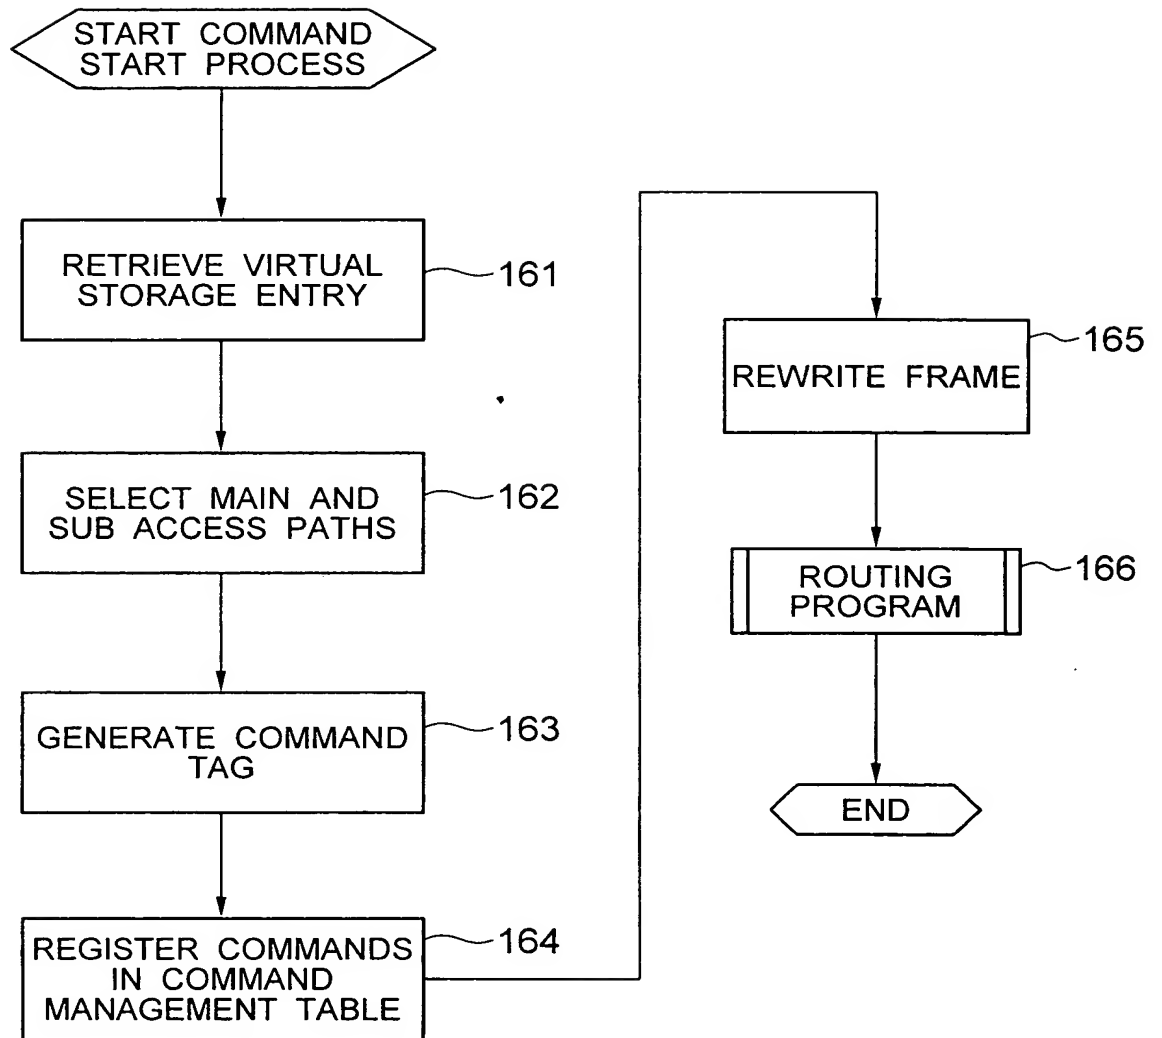 START COMMAND
START PROCESS
RETRIEVE VIRTUAL
STORAGE ENTRY
161
SELECT MAIN AND
SUB ACCESS PATHS
162
GENERATE COMMAND
TAG
163
REGISTER COMMANDS
IN COMMAND
MANAGEMENT TABLE
164
REWRITE FRAME
165
ROUTING
PROGRAM
166
END